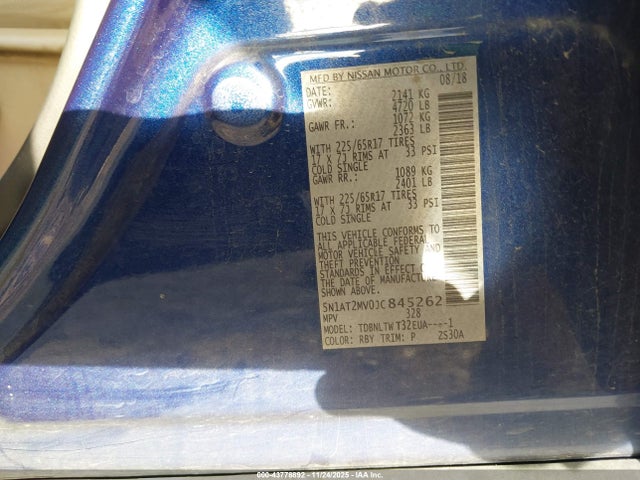 MFD BY NISSAN MOTOR CO., LTD.
DATE: 08/18
GVWR: 2141 KG
4720 LB
GAWR FR.: 1072 KG
2363 LB
WITH 225/65R17 TIRES
17 X 7J RIMS AT 33 PSI
COLD SINGLE
GAWR RR.: 1089 KG
2401 LB
WITH 225/65R17 TIRES
17 X 7J RIMS AT 33 PSI
COLD SINGLE
THIS VEHICLE CONFORMS TO
ALL APPLICABLE FEDERAL
MOTOR VEHICLE SAFETY AND
THEFT PREVENTION
STANDARDS IN EFFECT ON
THE DATE OF MANUFACTURE
SHOWN ABOVE.
5N1AT2MV0JC845262
MPV 328
MODEL: TDBNLTWT32EUA----1
COLOR: RBY TRIM: P ZS30A
000-43778892 - 11/24/2025 - IAA Inc.